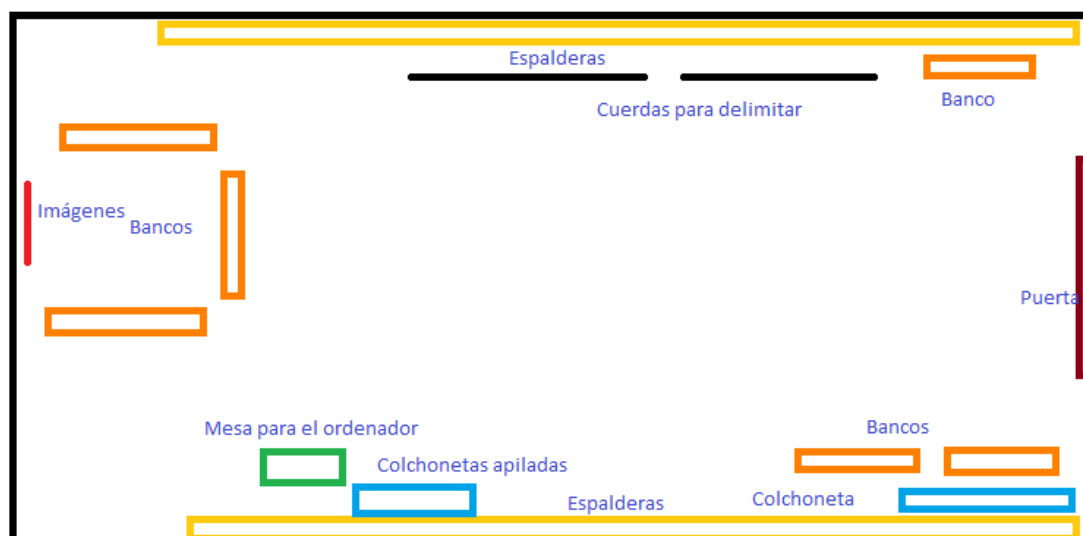 Espalderas
Cuerdas para delimitar
Banco
Imágenes
Bancos
Puerta
Mesa para el ordenador
Bancos
Colchonetas apiladas
Espalderas
Colchoneta